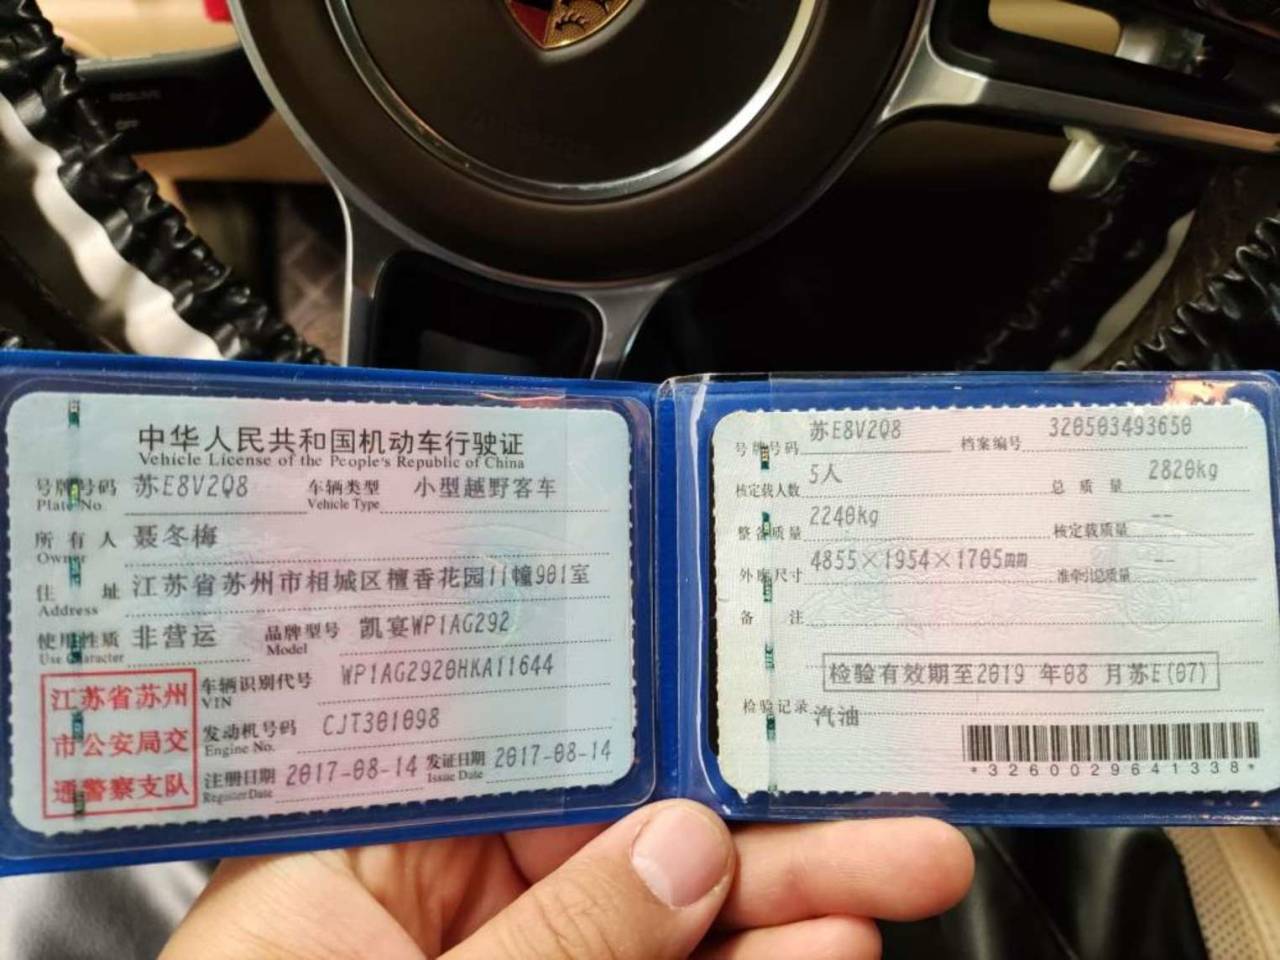 中华人民共和国机动车行驶证
Vehicle License of the People's Republic of China
号牌号码 苏E8V2Q8 车辆类型 小型越野客车
Plate No. Vehicle Type
所有人 聂冬梅
Owner
住址 江苏省苏州市相城区檀香花园11幢901室
Address
使用性质 非营运 品牌型号 凯宴WP1AG292
Use Character Model
江苏省苏州
市公安局交
通警察支队
车辆识别代号 WP1AG2920HKA11644
VIN
发动机号码 CJT301098
Engine No.
注册日期 2017-08-14 发证日期 2017-08-14
Register Date Issue Date
号牌号码 苏E8V2Q8 档案编号 320503493650
核定载人数 5人 总质量 2820kg
整备质量 2240kg 核定载质量 --
外廓尺寸 4855×1954×1705mm 准牵引总质量 --
备注
检验有效期至2019 年08 月苏E(07)
检验记录 汽油
*3260029641338*